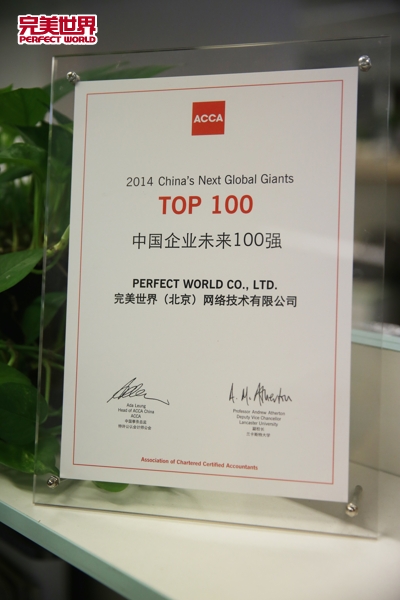 完美世界
PERFECT WORLD
ACCA
2014 China's Next Global Giants
TOP 100
中国企业未来100强
PERFECT WORLD CO., LTD.
完美世界（北京）网络技术有限公司
A. M. Atherton
Ada Leung
Head of ACCA China
ACCA
Professor Andrew Atherton
Deputy Vice Chancellor
Lancaster University
Association of Chartered Certified Accountants